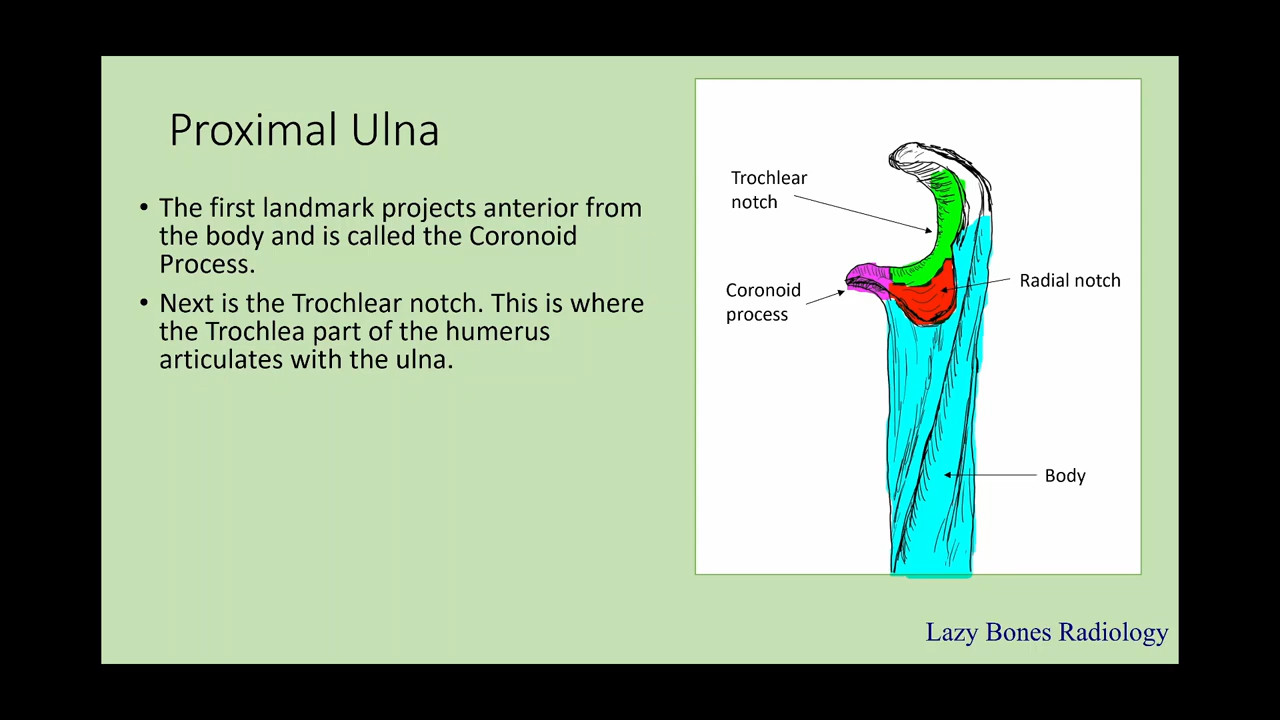 Proximal Ulna
• The first landmark projects anterior from
the body and is called the Coronoid
Process.
• Next is the Trochlear notch. This is where
the Trochlea part of the humerus
articulates with the ulna.
Trochlear
notch
Coronoid
process
Radial notch
Body
Lazy Bones Radiology